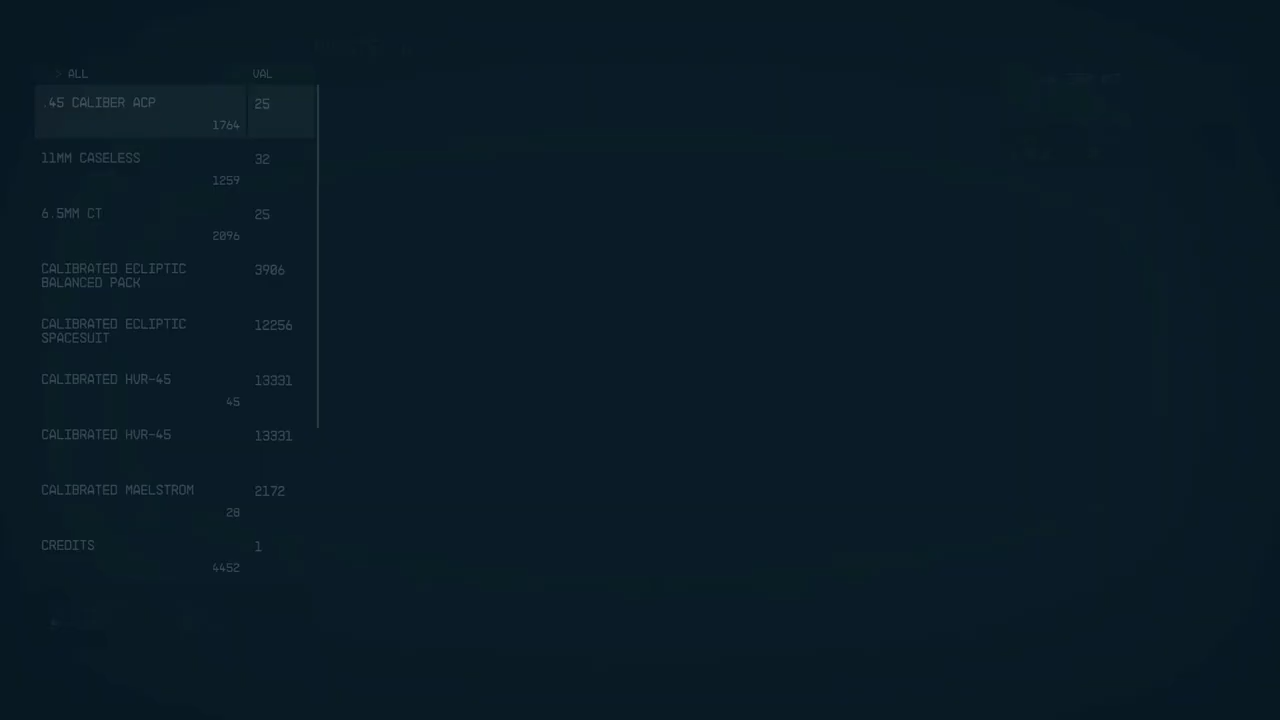 > ALL VAL
.45 CALIBER ACP 25
1764
11MM CASELESS 32
1259
6.5MM CT 25
2096
CALIBRATED ECLIPTIC 3906
BALANCED PACK
CALIBRATED ECLIPTIC 12256
SPACESUIT
CALIBRATED HVR-45 13331
45
CALIBRATED HVR-45 13331
CALIBRATED MAELSTROM 2172
28
CREDITS 1
4452